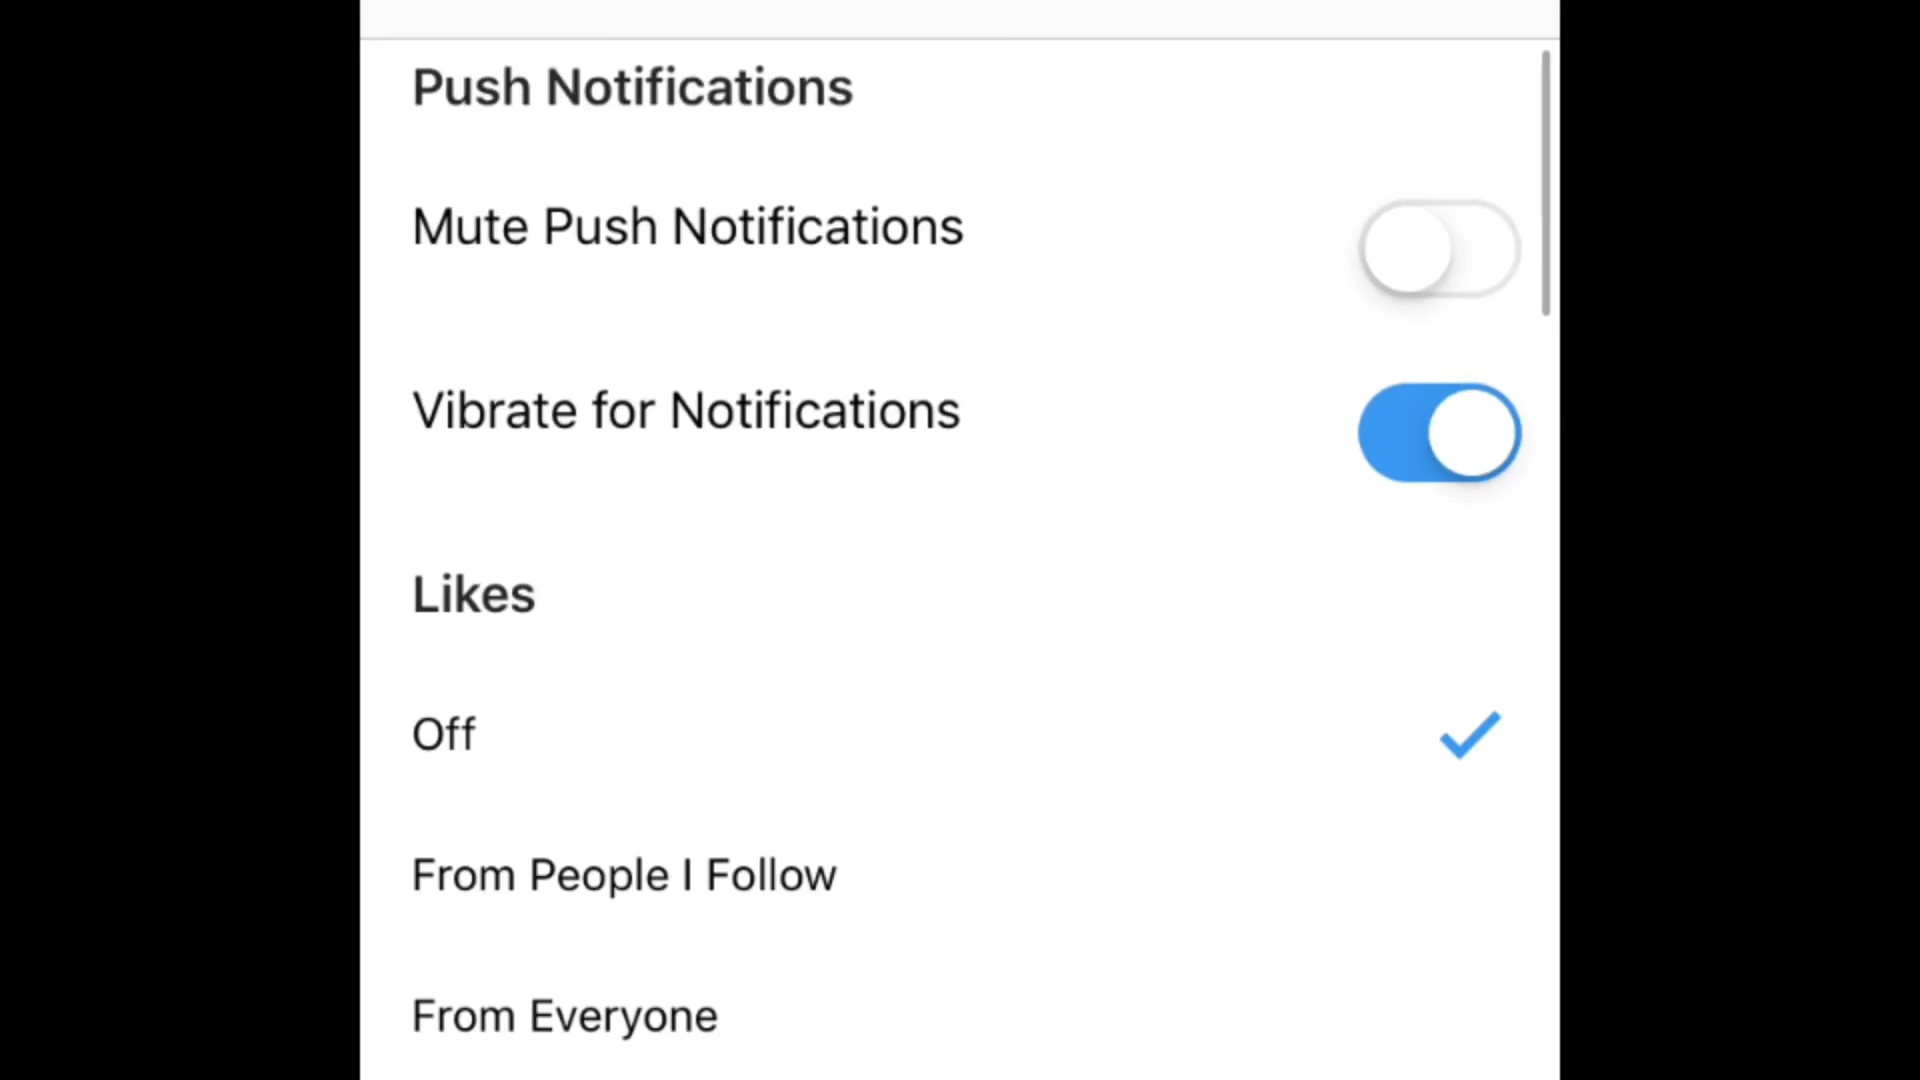 Push Notifications
Mute Push Notifications
Vibrate for Notifications
Likes
Off
From People I Follow
From Everyone